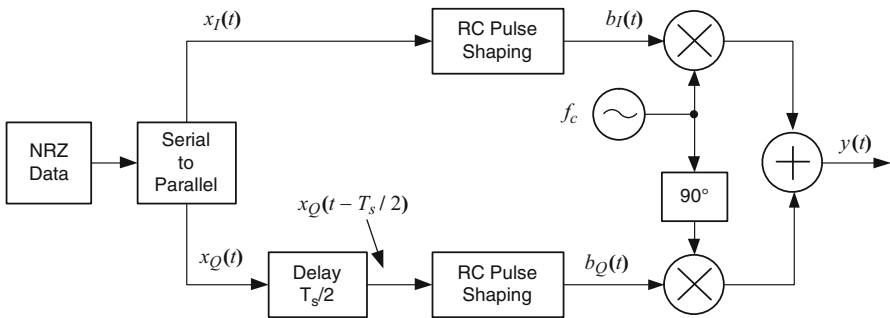 x_I(t)
RC Pulse
Shaping
b_I(t)
f_c
NRZ
Data
Serial
to
Parallel
y(t)
90°
x_Q(t − T_s / 2)
x_Q(t)
Delay
T_s/2
RC Pulse
Shaping
b_Q(t)